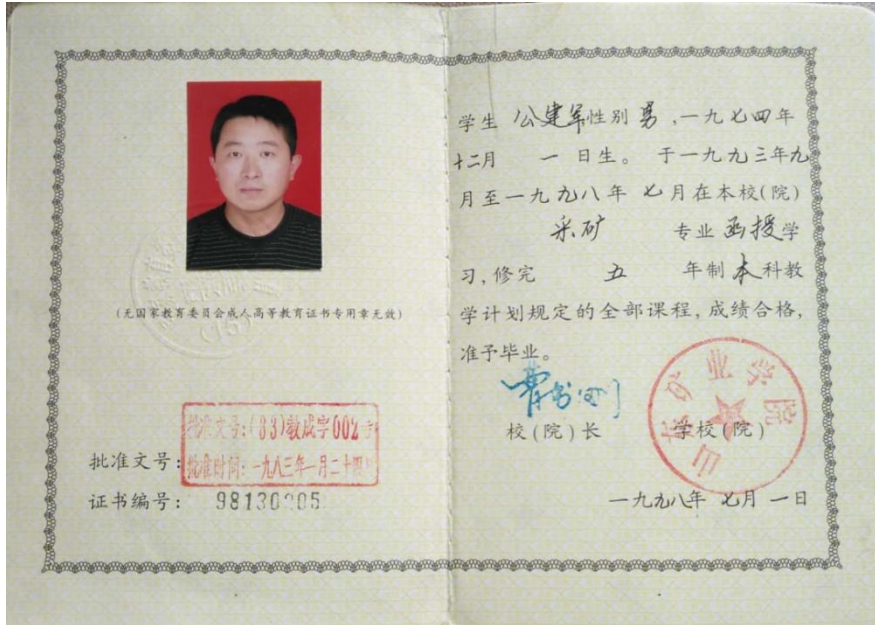 (无国家教育委员会成人高等教育证书专用章无效)
批准文号:
批准文号:(83)教成字002号
批准时间:一九八三年一月二十四日
证书编号: 98130205
学生 公建军 性别 男 ,一九七四年
十二月 一 日生。 于一九九三年九
月至一九九八年 七月在本校(院)
采矿 专业 函授学
习,修完 五 年制 本科教
学计划规定的全部课程,成绩合格,
准予毕业。
校(院)长 学校(院)
山东矿业学院
一九九八年 七月 一日